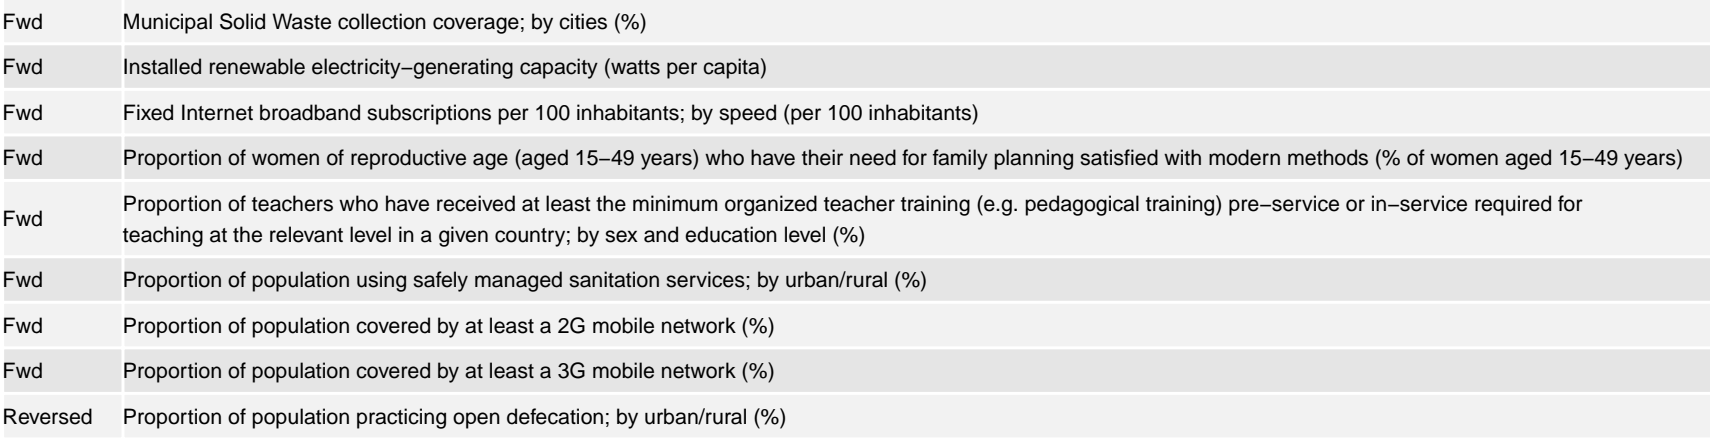 Fwd Municipal Solid Waste collection coverage; by cities (%)
Fwd Installed renewable electricity−generating capacity (watts per capita)
Fwd Fixed Internet broadband subscriptions per 100 inhabitants; by speed (per 100 inhabitants)
Fwd Proportion of women of reproductive age (aged 15−49 years) who have their need for family planning satisfied with modern methods (% of women aged 15−49 years)
Fwd Proportion of teachers who have received at least the minimum organized teacher training (e.g. pedagogical training) pre−service or in−service required for
teaching at the relevant level in a given country; by sex and education level (%)
Fwd Proportion of population using safely managed sanitation services; by urban/rural (%)
Fwd Proportion of population covered by at least a 2G mobile network (%)
Fwd Proportion of population covered by at least a 3G mobile network (%)
Reversed Proportion of population practicing open defecation; by urban/rural (%)